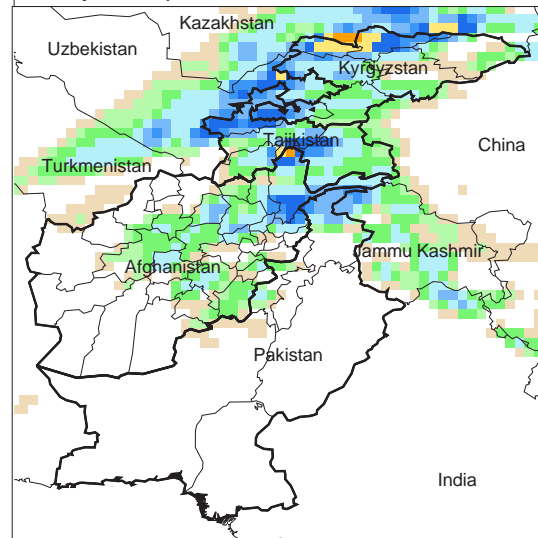 Kazakhstan
Uzbekistan
Kyrgyzstan
Tajikistan
China
Turkmenistan
Jammu Kashmir
Afghanistan
Pakistan
India